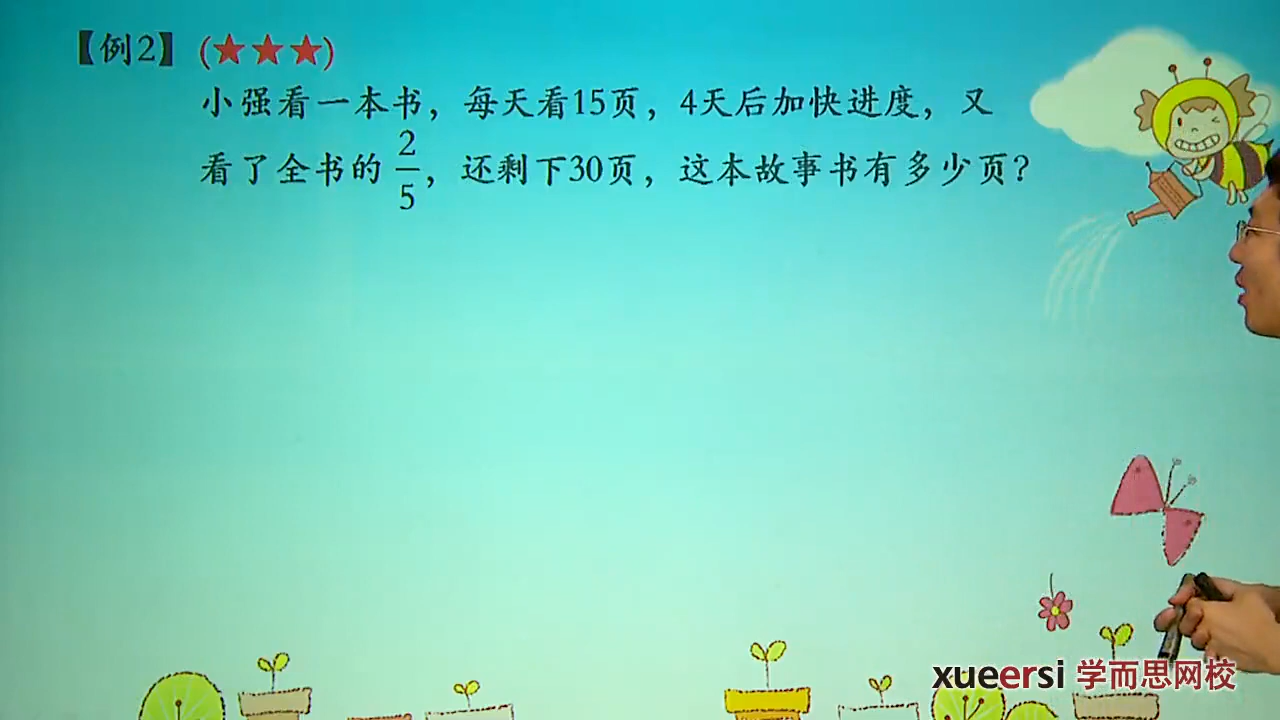 【例2】(★★★)
小强看一本书，每天看15页，4天后加快进度，又
看了全书的 2/5，还剩下30页，这本故事书有多少页？
xueersi 学而思网校